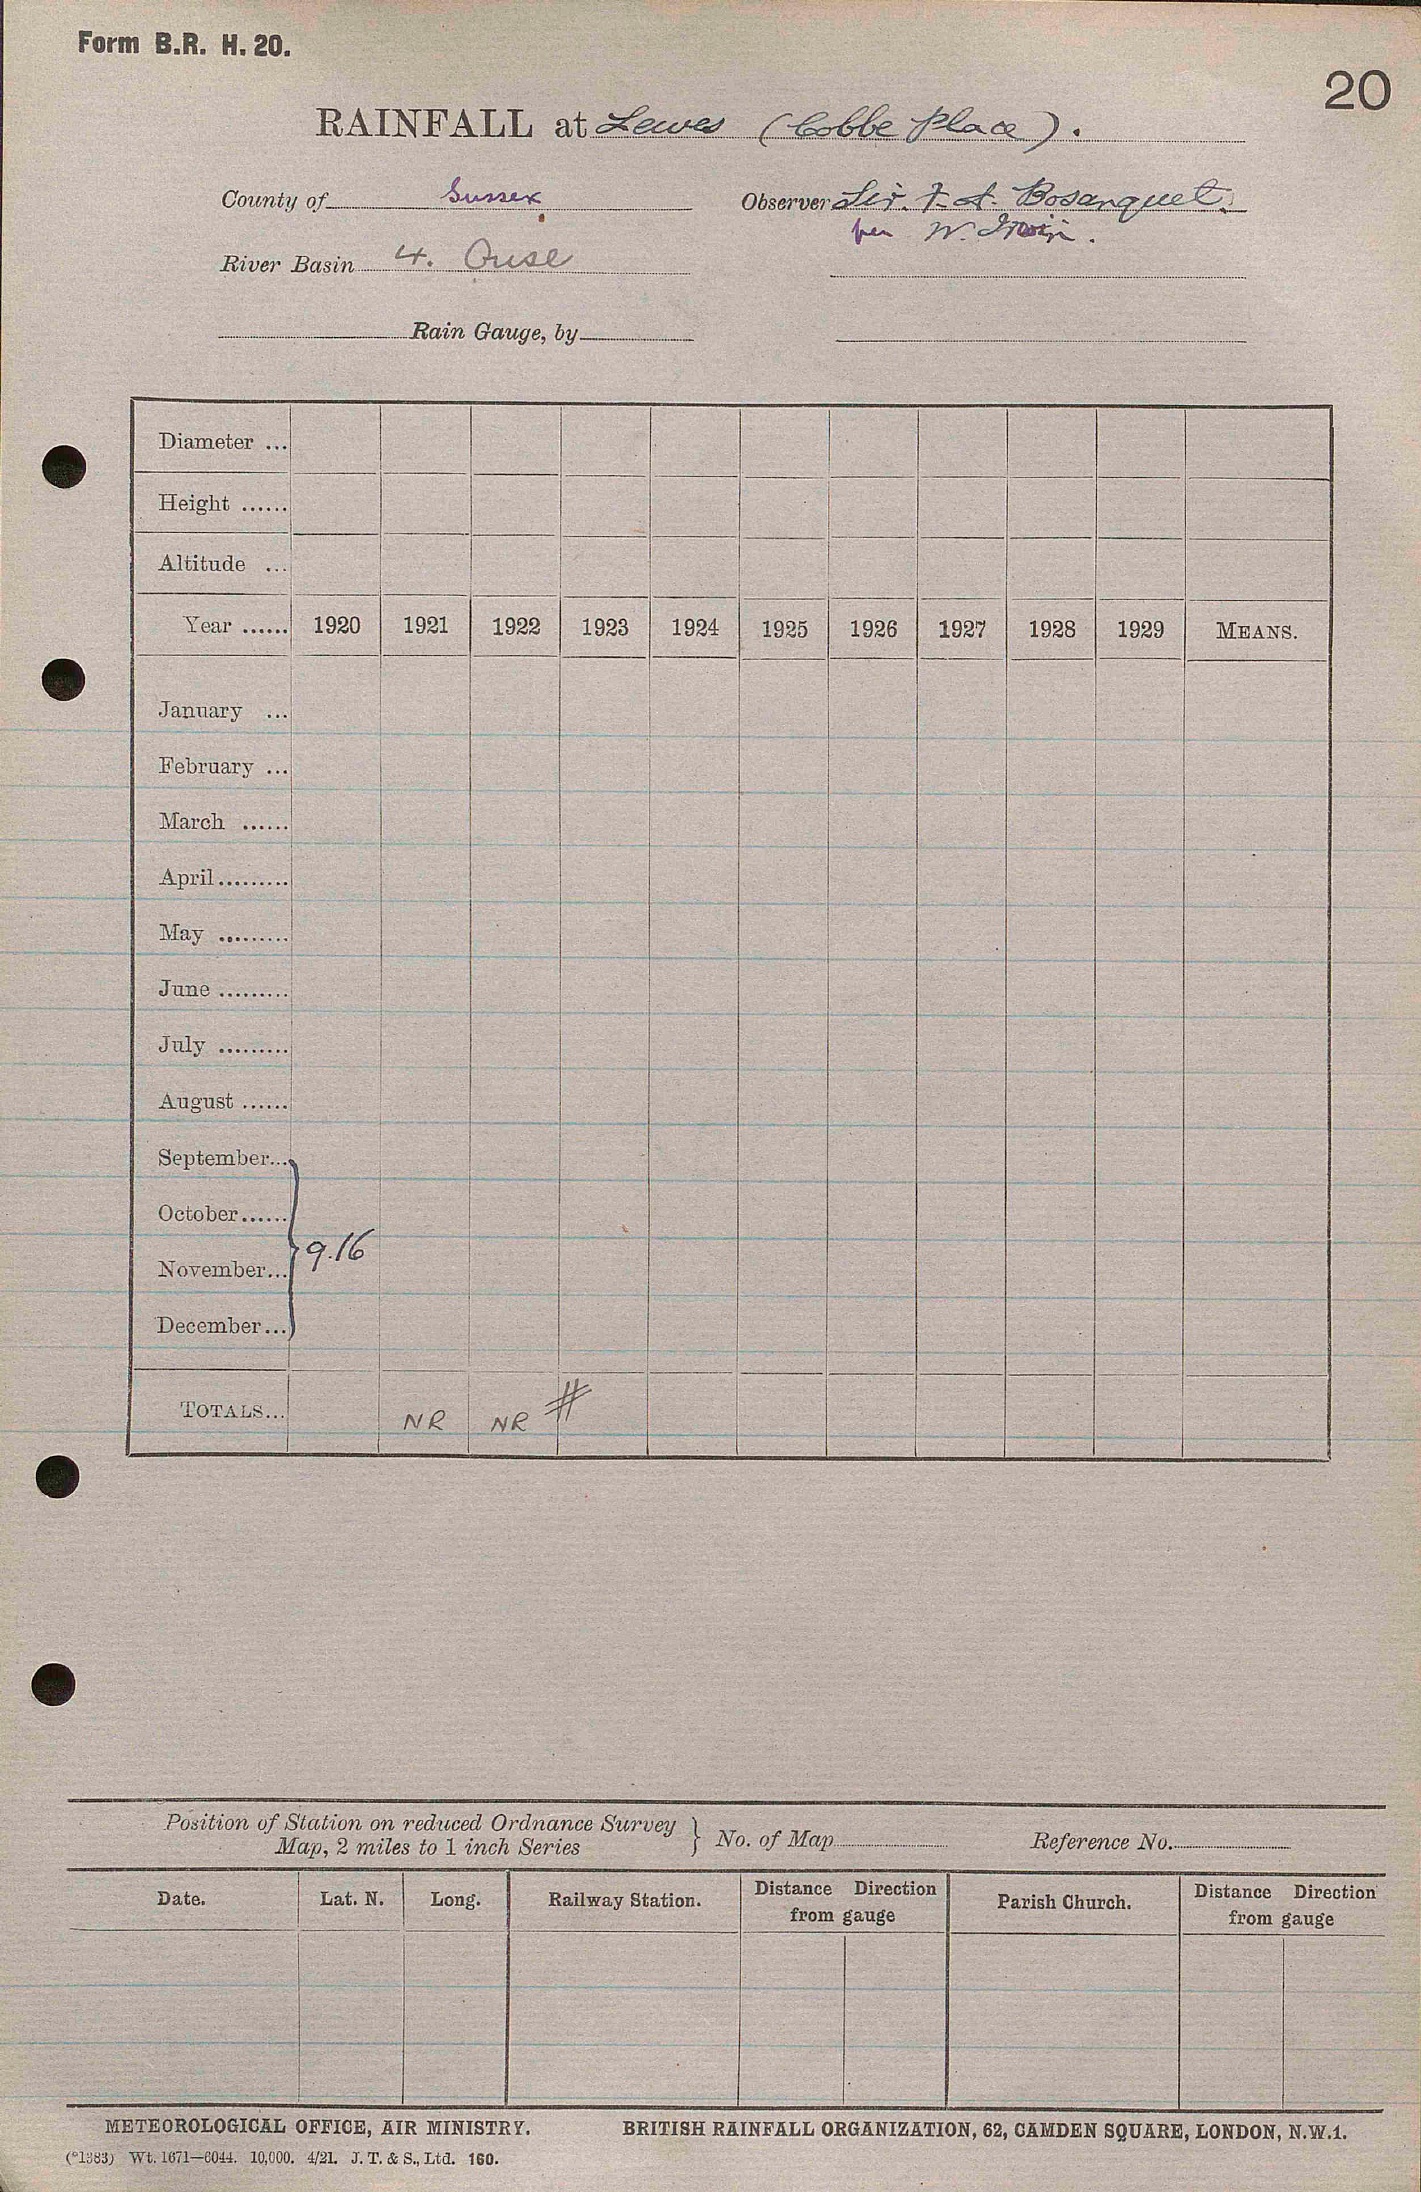 Form B.R. H. 20.
20
RAINFALL at Lewes (Cobbe Place).
County of Sussex
Observer Sir. F. A. Bosanquet.
per W. Irwin.
River Basin 4. Ouse
Rain Gauge, by
Diameter ...
Height ......
Altitude ...
Year ...... 1920 1921 1922 1923 1924 1925 1926 1927 1928 1929 MEANS.
January ...
February ...
March ......
April.........
May .........
June .........
July .........
August ......
September...
October......
9.16
November...
December...
TOTALS... NR NR #
Position of Station on reduced Ordnance Survey
Map, 2 miles to 1 inch Series } No. of Map Reference No.
Date. Lat. N. Long. Railway Station. Distance Direction from gauge Parish Church. Distance Direction from gauge
METEOROLOGICAL OFFICE, AIR MINISTRY. BRITISH RAINFALL ORGANIZATION, 62, CAMDEN SQUARE, LONDON, N.W.1.
(*1383) Wt. 1671—6044. 10,000. 4/21. J. T. & S., Ltd. 160.